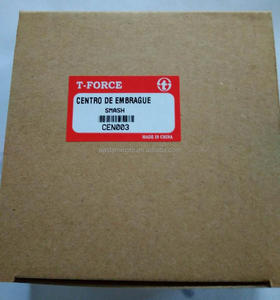 T-FORCE
CENTRO DE EMBRAGUE
SMASH
CEN003
MADE IN CHINA